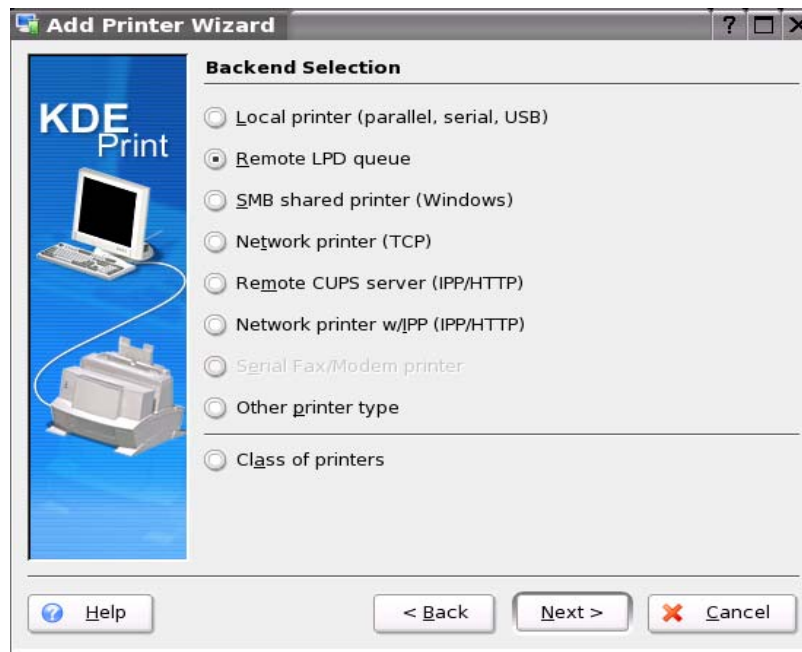 Add Printer Wizard
?
Backend Selection
KDE
Print
Local printer (parallel, serial, USB)
Remote LPD queue
SMB shared printer (Windows)
Network printer (TCP)
Remote CUPS server (IPP/HTTP)
Network printer w/IPP (IPP/HTTP)
Serial Fax/Modem printer
Other printer type
Class of printers
? Help
< Back
Next >
Cancel